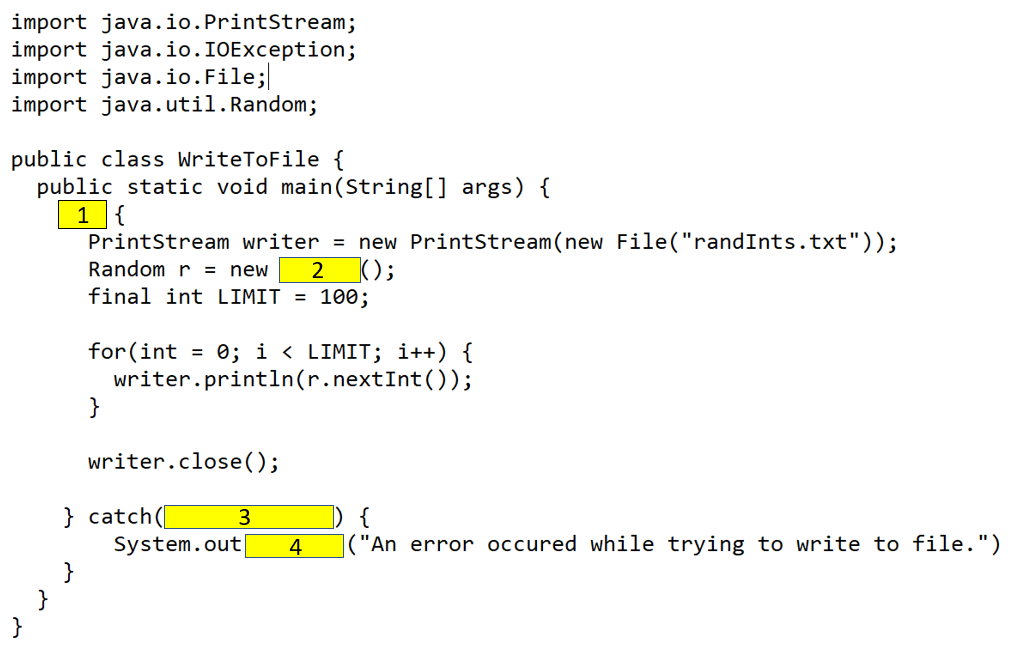 import java.io.PrintStream;
import java.io.IOException;
import java.io.File;
import java.util.Random;
public class WriteToFile {
public static void main(String[] args) {
1 {
PrintStream writer = new PrintStream(new File("randInts.txt"));
Random r = new 2 ();
final int LIMIT = 100;
for(int = 0; i < LIMIT; i++) {
writer.println(r.nextInt());
}
writer.close();
} catch( 3 ) {
System.out 4 ("An error occured while trying to write to file.")
}
}
}